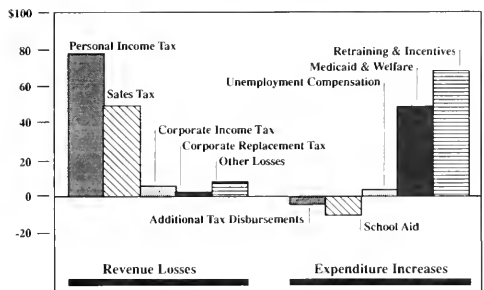 $100
80
60
40
20
0
-20
Personal Income Tax
Sales Tax
Corporate Income Tax
Corporate Replacement Tax
Other Losses
Retraining & Incentives
Medicaid & Welfare
Unemployment Compensation
Additional Tax Disbursements
School Aid
Revenue Losses
Expenditure Increases